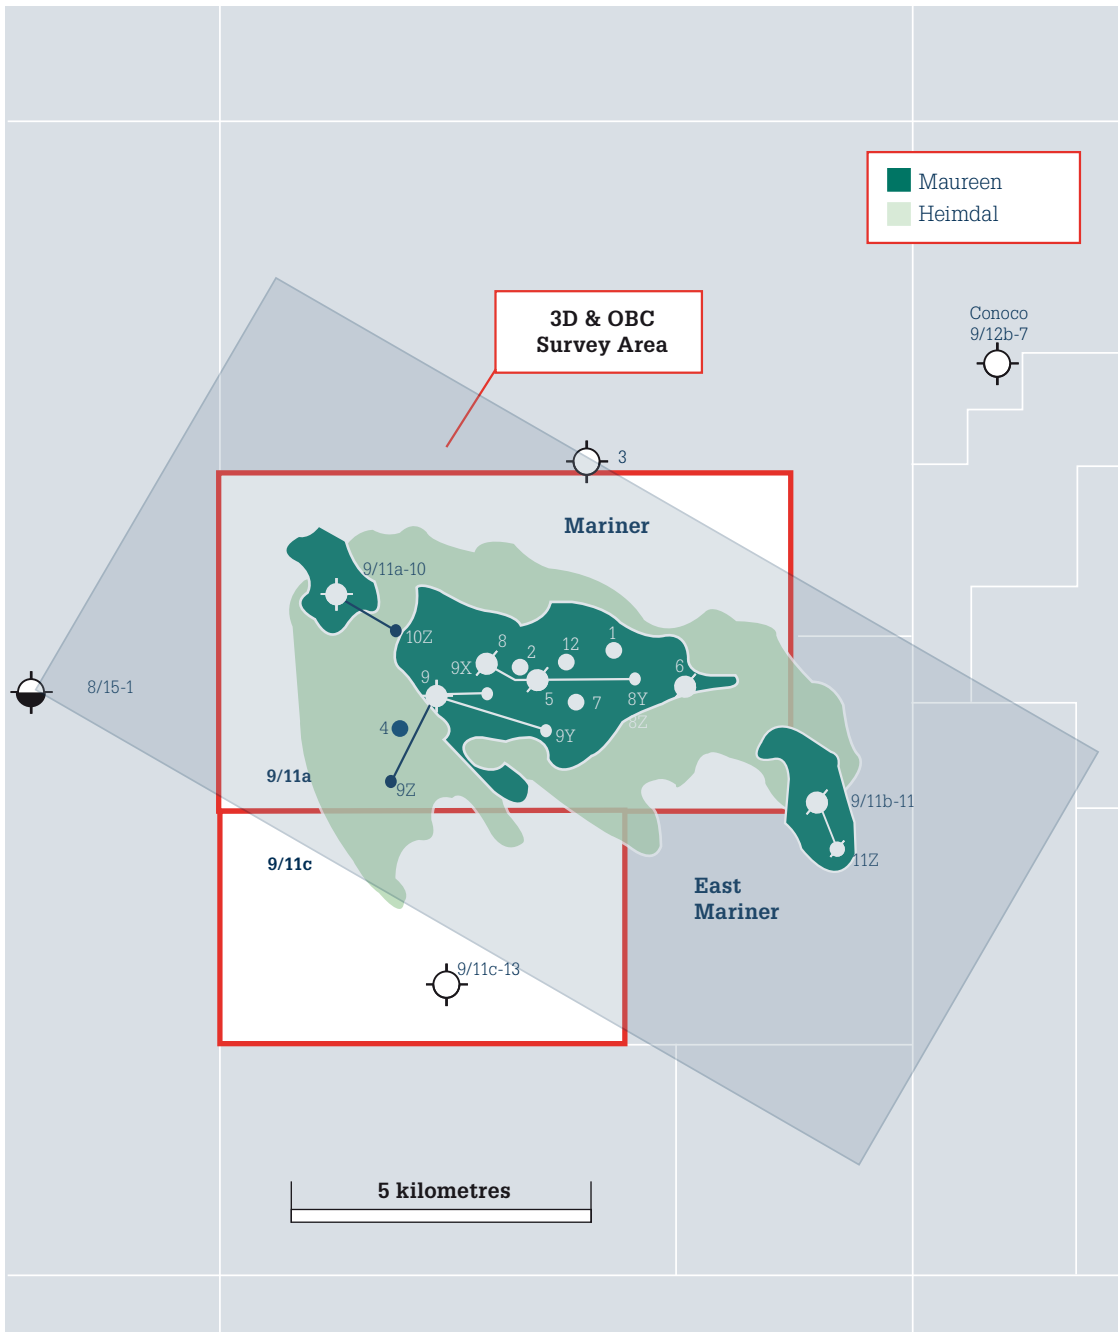 Maureen
Heimdal
3D & OBC
Survey Area
Conoco
9/12b-7
3
Mariner
9/11a-10
10Z
8
2
12
1
9X
9
6
5
7
8Y
8Z
9Y
4
8/15-1
9/11a
9Z
9/11b-11
11Z
9/11c
East
Mariner
9/11c-13
5 kilometres